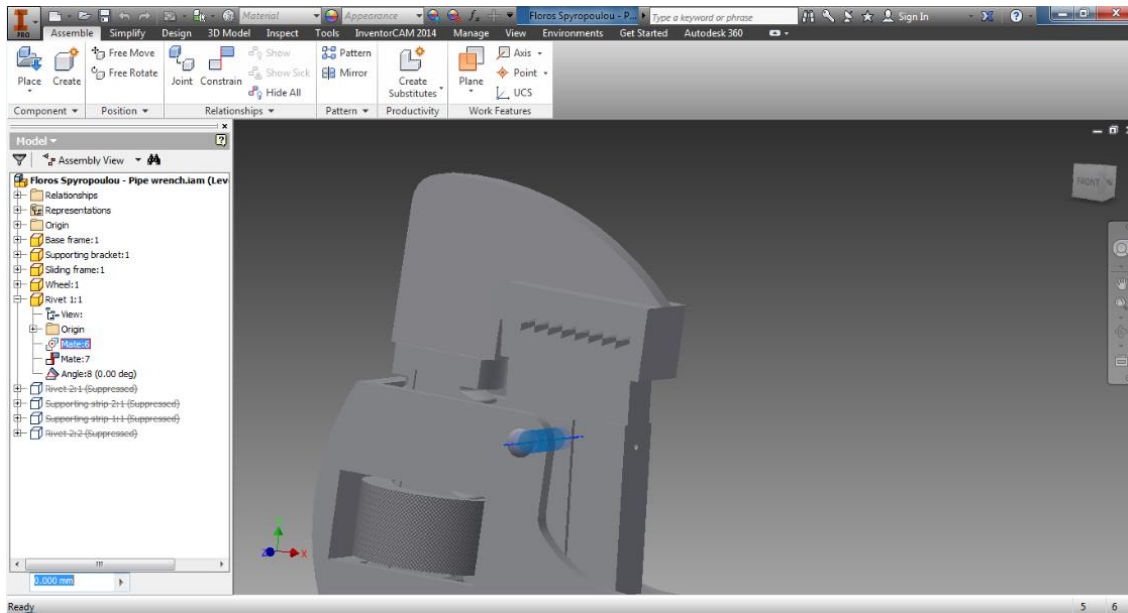 PRO
Material
Appearance
Floros Spyropoulou - P...
Type a keyword or phrase
Sign In
Assemble Simplify Design 3D Model Inspect Tools InventorCAM 2014 Manage View Environments Get Started Autodesk 360
Place
Create
Free Move
Free Rotate
Joint
Constrain
Show
Show Sick
Hide All
Pattern
Mirror
Create
Substitutes
Plane
Axis
Point
UCS
Component Position Relationships Pattern Productivity Work Features
Model
Assembly View
Floros Spyropoulou - Pipe wrench.iam (Lev
Relationships
Representations
Origin
Base frame:1
Supporting bracket:1
Sliding frame:1
Wheel:1
Rivet 1:1
View:
Origin
Mate:6
Mate:7
Angle:8 (0.00 deg)
Rivet 2:1 (Suppressed)
Supporting strip 2:1 (Suppressed)
Supporting strip 1:1 (Suppressed)
Rivet 2:2 (Suppressed)
0.000 mm
FRONT
Z
X
Ready
5 6